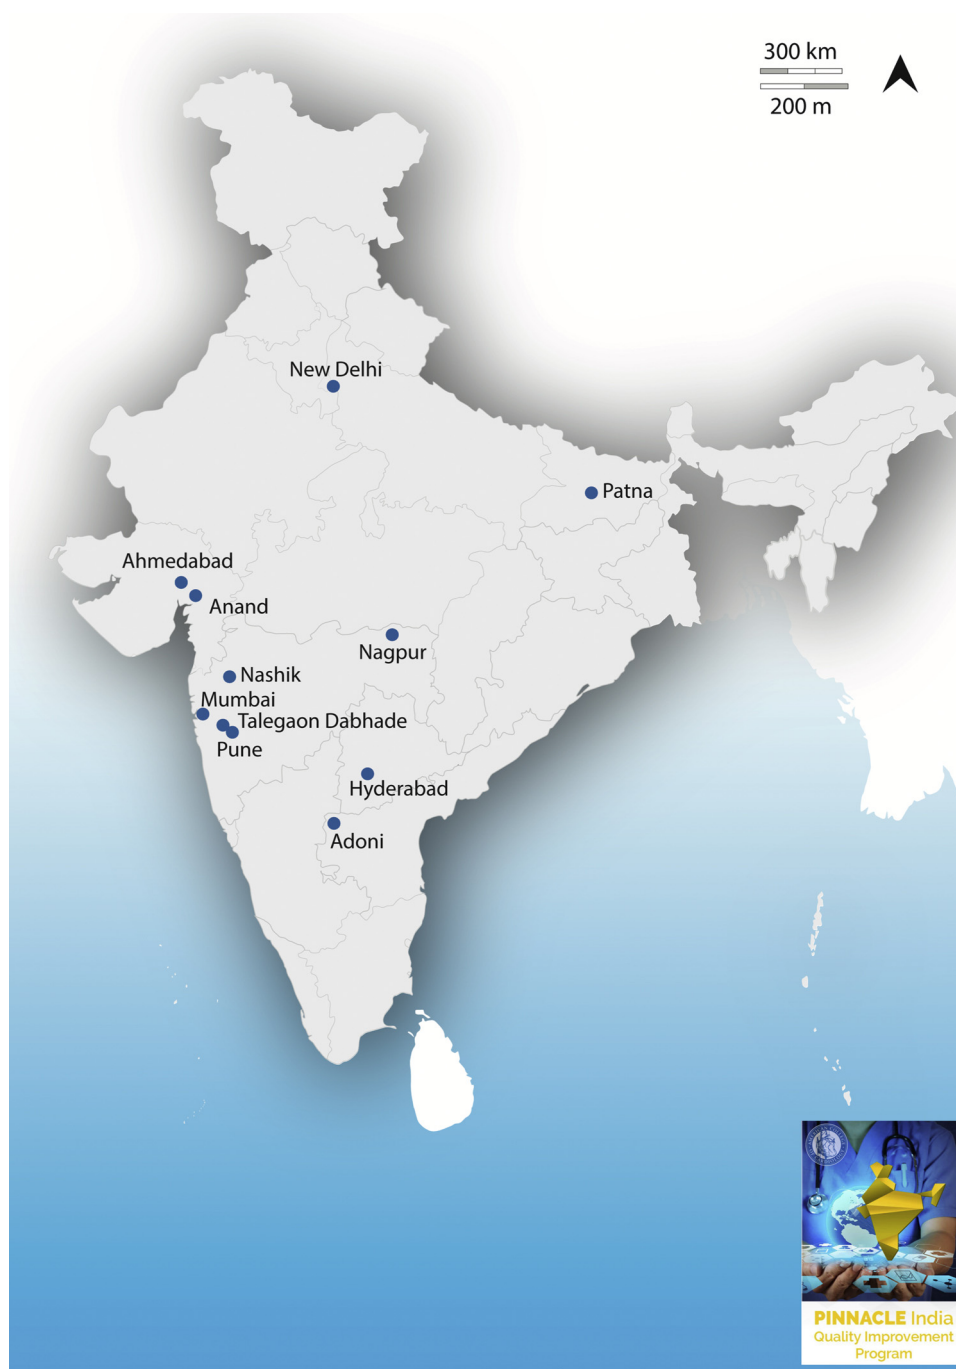 300 km
200 m
New Delhi
Patna
Ahmedabad
Anand
Nagpur
Nashik
Mumbai
Talegaon Dabhade
Pune
Hyderabad
Adoni
PINNACLE India
Quality Improvement
Program